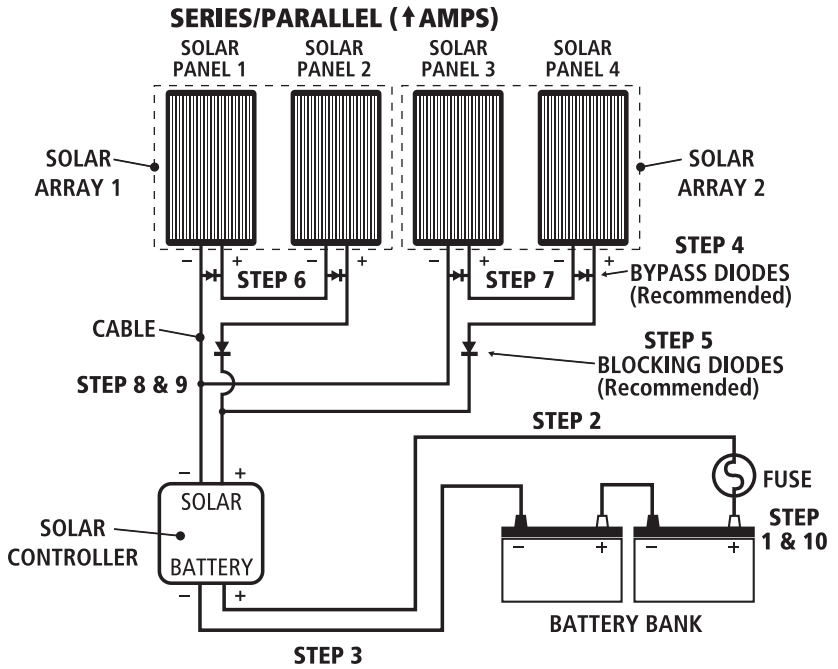 SERIES/PARALLEL (↑AMPS)
SOLAR
PANEL 1
SOLAR
PANEL 2
SOLAR
PANEL 3
SOLAR
PANEL 4
SOLAR
ARRAY 1
SOLAR
ARRAY 2
− +
− +
− +
− +
STEP 6
STEP 7
STEP 4
BYPASS DIODES
(Recommended)
CABLE
STEP 5
BLOCKING DIODES
(Recommended)
STEP 8 & 9
STEP 2
− +
SOLAR
BATTERY
− +
SOLAR
CONTROLLER
FUSE
STEP
1 & 10
− +
− +
BATTERY BANK
STEP 3